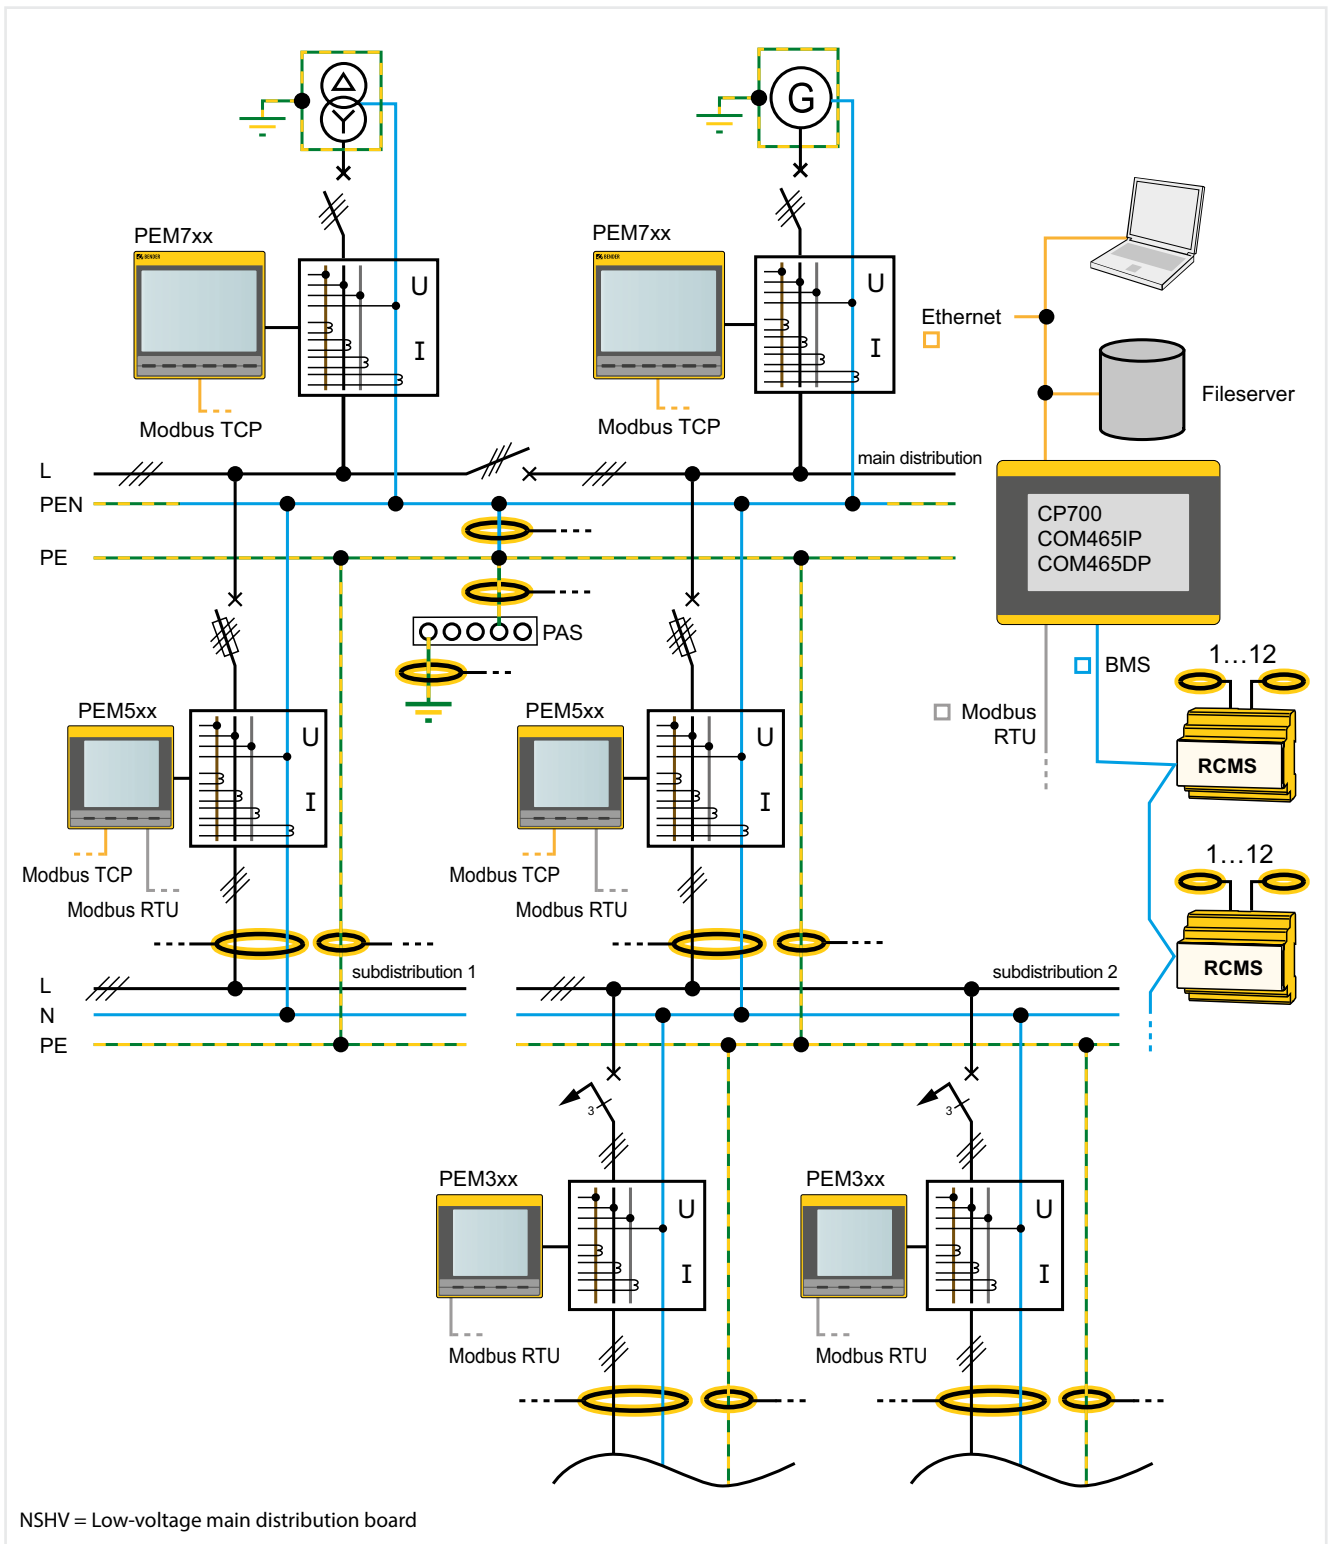 G
PEM7xx
BENDER
U
I
Modbus TCP
PEM7xx
BENDER
U
I
Modbus TCP
Ethernet
Fileserver
L
main distribution
PEN
PE
PAS
CP700
COM465IP
COM465DP
BMS
Modbus
RTU
1...12
RCMS
1...12
RCMS
PEM5xx
U
I
Modbus TCP
Modbus RTU
PEM5xx
U
I
Modbus TCP
Modbus RTU
subdistribution 1
subdistribution 2
L
N
PE
3
3
PEM3xx
U
I
Modbus RTU
PEM3xx
U
I
Modbus RTU
NSHV = Low-voltage main distribution board